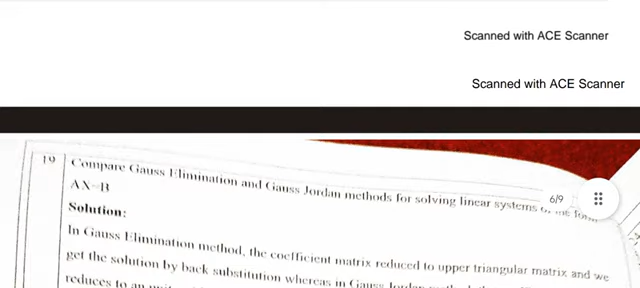 Scanned with ACE Scanner
Scanned with ACE Scanner
19 Compare Gauss Elimination and Gauss Jordan methods for solving linear systems
6/9
AX=B
Solution:
In Gauss Elimination method, the coefficient matrix reduced to upper triangular matrix and we
get the solution by back substitution whereas in Gauss Jordan
reduces to an